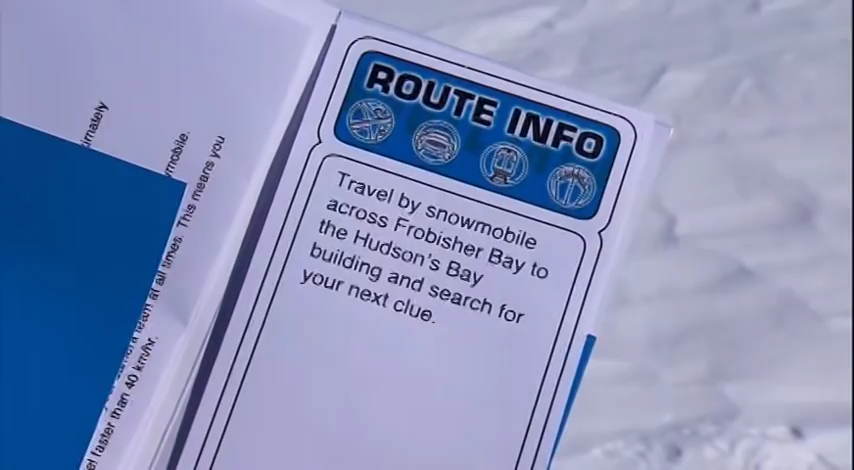 ROUTE INFO
Travel by snowmobile
across Frobisher Bay to
the Hudson's Bay
building and search for
your next clue.
mobile.
at all times. This means you
faster than 40 km/hr.